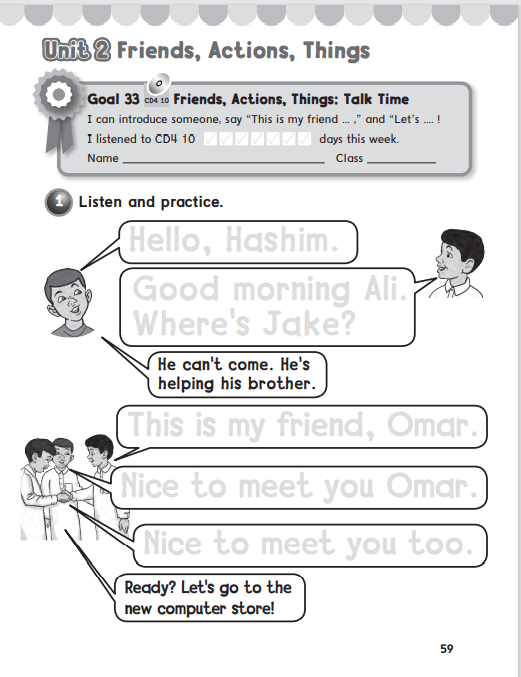 Unit 2 Friends, Actions, Things
Goal 33 CD4 10 Friends, Actions, Things: Talk Time
I can introduce someone, say “This is my friend ... ,” and “Let’s .... !
I listened to CD4 10 days this week.
Name ____ Class ____
1 Listen and practice.
Hello, Hashim.
Good morning Ali.
Where's Jake?
He can't come. He's
helping his brother.
This is my friend, Omar.
Nice to meet you Omar.
Nice to meet you too.
Ready? Let's go to the
new computer store!
59